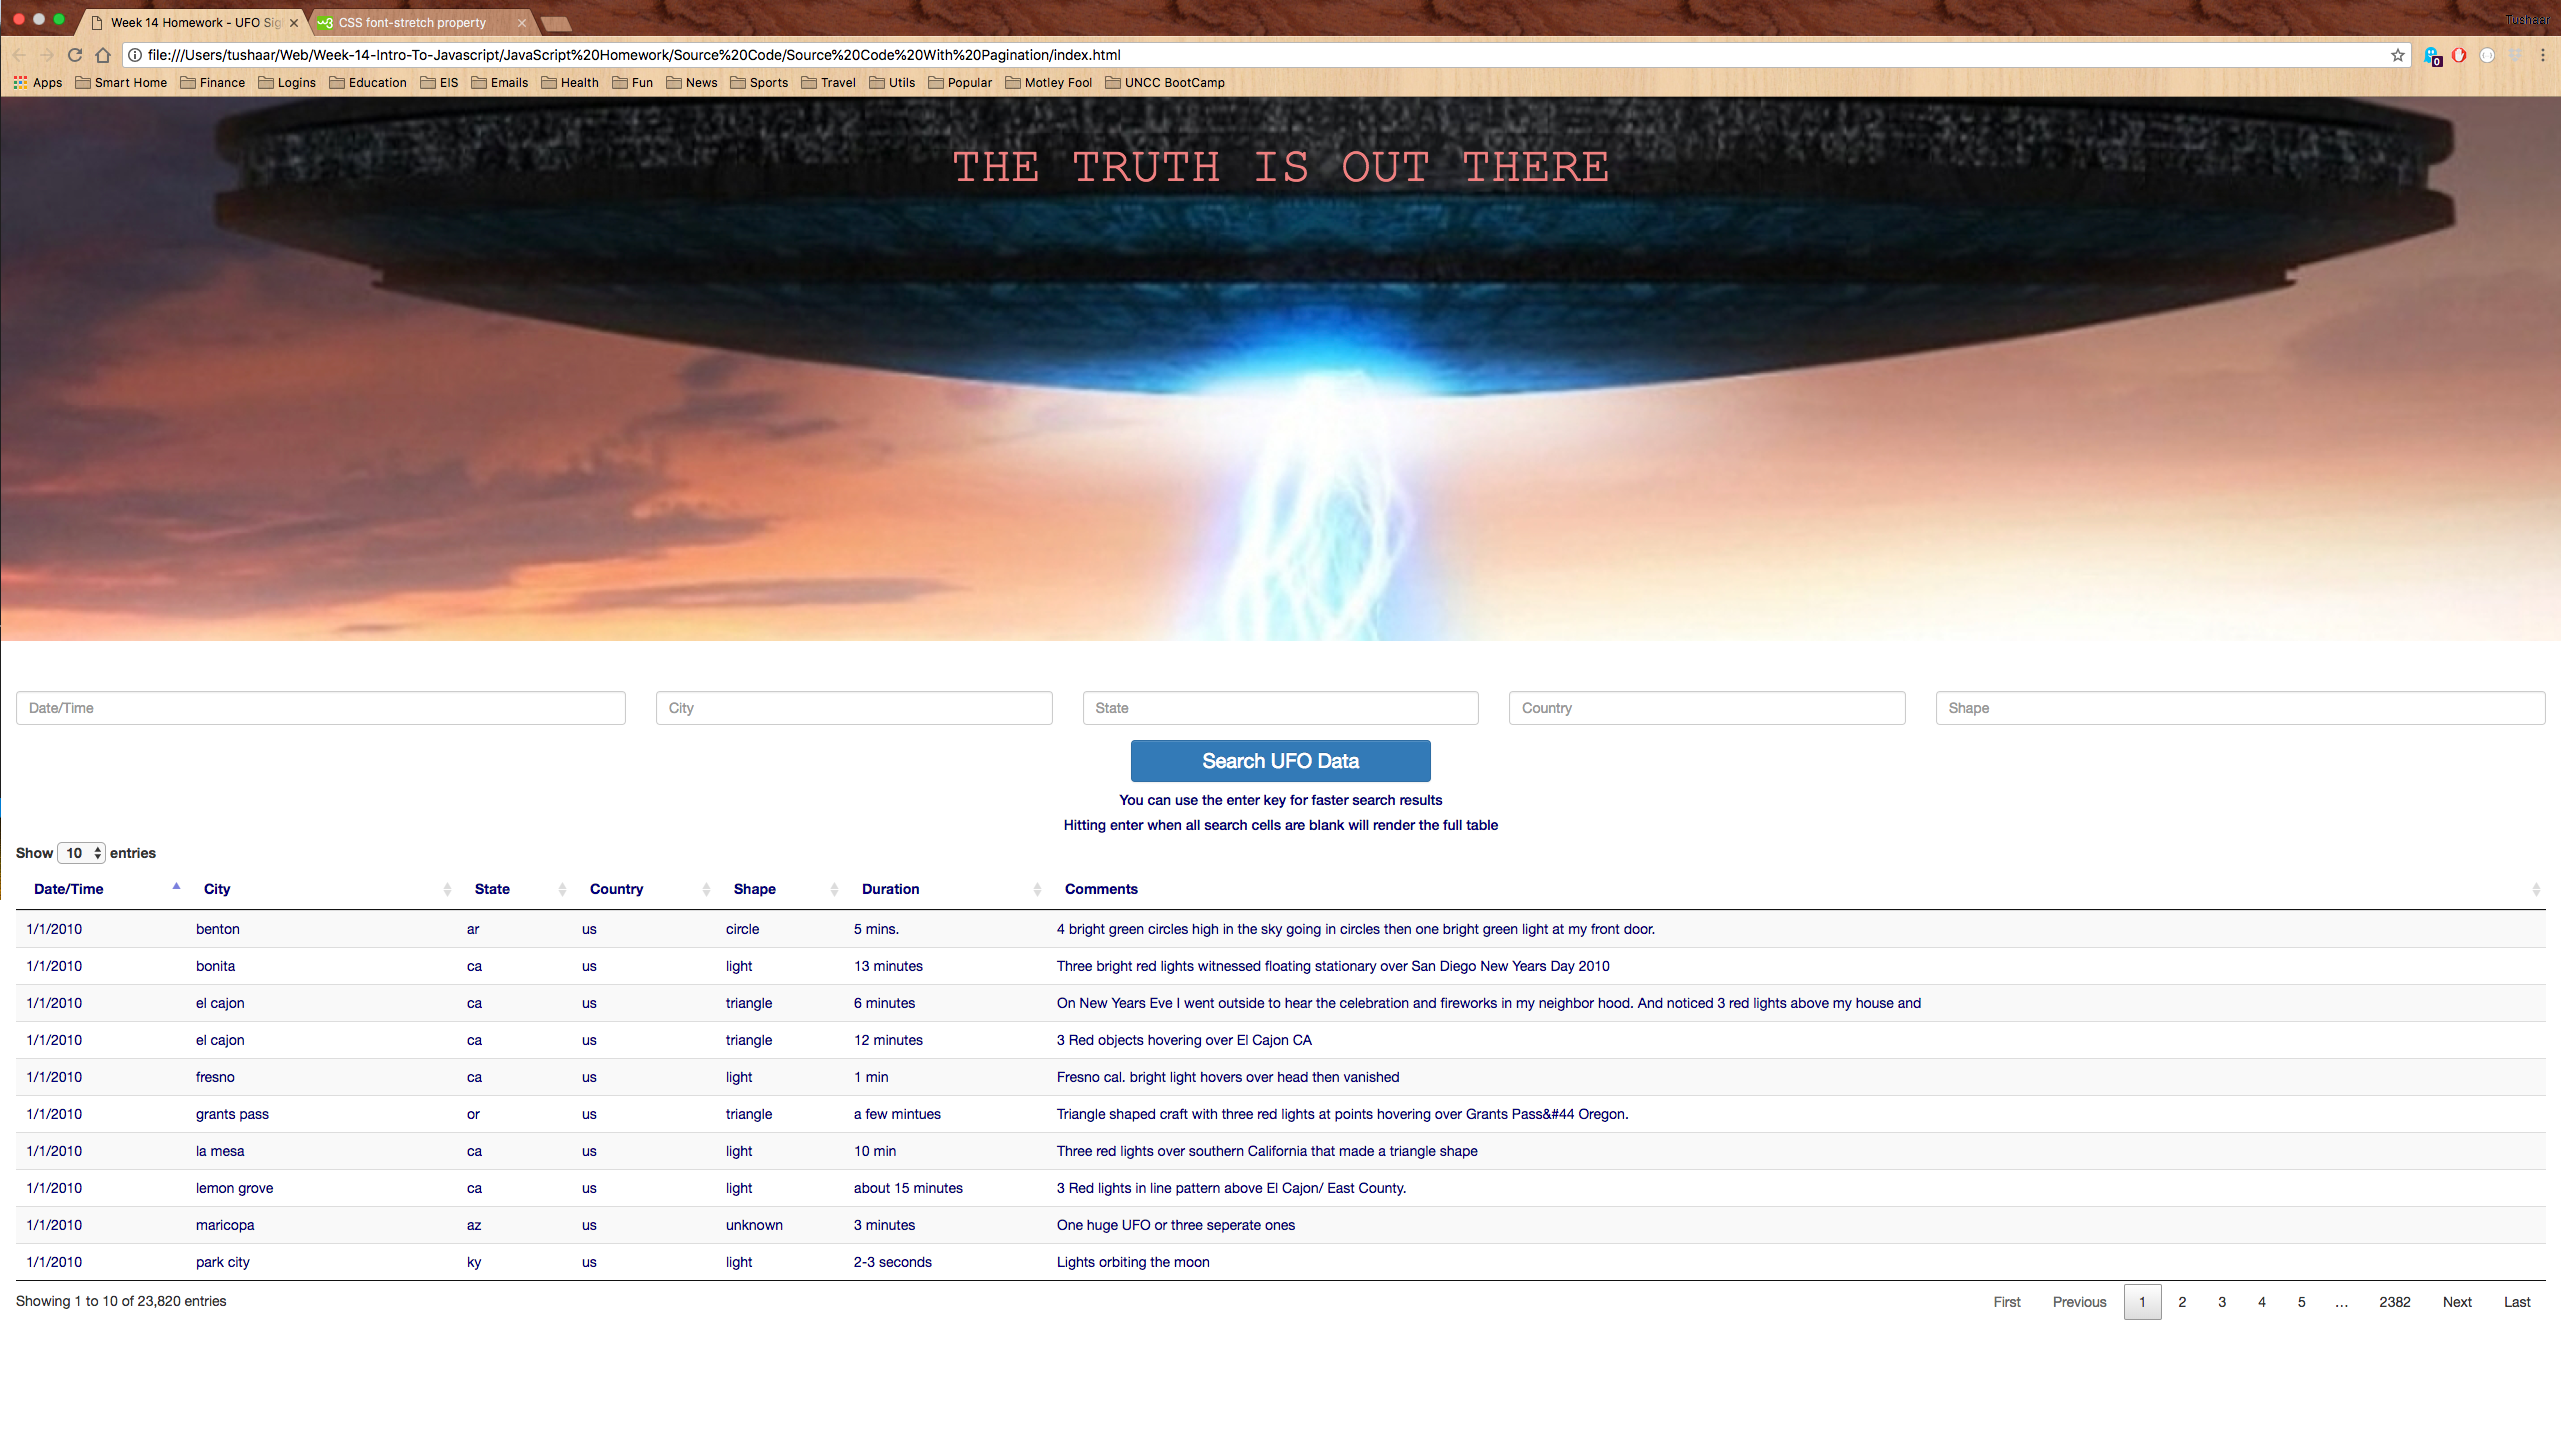 Week 14 Homework - UFO Sig
CSS font-stretch property
Tushaar
file:///Users/tushaar/Web/Week-14-Intro-To-Javascript/JavaScript%20Homework/Source%20Code/Source%20Code%20With%20Pagination/index.html
0
Apps Smart Home Finance Logins Education EIS Emails Health Fun News Sports Travel Utils Popular Motley Fool UNCC BootCamp
THE TRUTH IS OUT THERE
Date/Time City State Country Shape
Search UFO Data
You can use the enter key for faster search results
Hitting enter when all search cells are blank will render the full table
Show 10 entries
Date/Time City State Country Shape Duration Comments
1/1/2010 benton ar us circle 5 mins. 4 bright green circles high in the sky going in circles then one bright green light at my front door.
1/1/2010 bonita ca us light 13 minutes Three bright red lights witnessed floating stationary over San Diego New Years Day 2010
1/1/2010 el cajon ca us triangle 6 minutes On New Years Eve I went outside to hear the celebration and fireworks in my neighbor hood. And noticed 3 red lights above my house and
1/1/2010 el cajon ca us triangle 12 minutes 3 Red objects hovering over El Cajon CA
1/1/2010 fresno ca us light 1 min Fresno cal. bright light hovers over head then vanished
1/1/2010 grants pass or us triangle a few mintues Triangle shaped craft with three red lights at points hovering over Grants Pass&#44 Oregon.
1/1/2010 la mesa ca us light 10 min Three red lights over southern California that made a triangle shape
1/1/2010 lemon grove ca us light about 15 minutes 3 Red lights in line pattern above El Cajon/ East County.
1/1/2010 maricopa az us unknown 3 minutes One huge UFO or three seperate ones
1/1/2010 park city ky us light 2-3 seconds Lights orbiting the moon
Showing 1 to 10 of 23,820 entries
First Previous 1 2 3 4 5 … 2382 Next Last